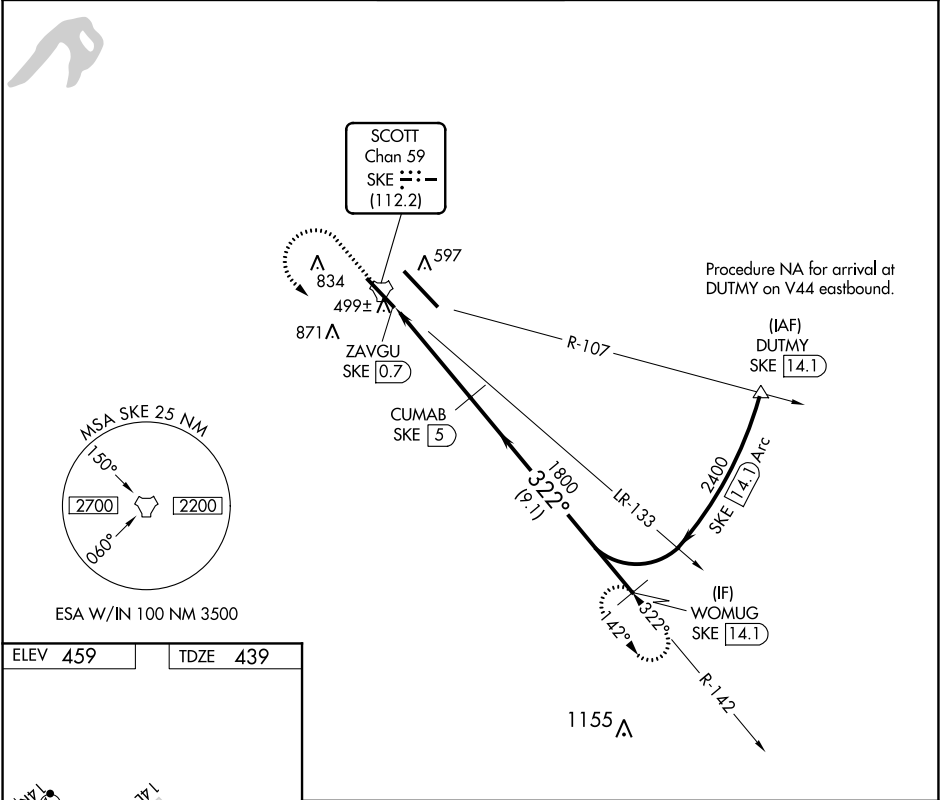 SCOTT
Chan 59
SKE
(112.2)
597
834
499±
871
ZAVGU
SKE 0.7
R-107
Procedure NA for arrival at
DUTMY on V44 eastbound.
(IAF)
DUTMY
SKE 14.1
CUMAB
SKE 5
1800
322°
(9.1)
LR-133
2400
SKE 14.1 Arc
MSA SKE 25 NM
150°
2700
2200
060°
ESA W/IN 100 NM 3500
(IF)
WOMUG
SKE 14.1
322°
142°
R-142
1155
ELEV 459
TDZE 439
14L